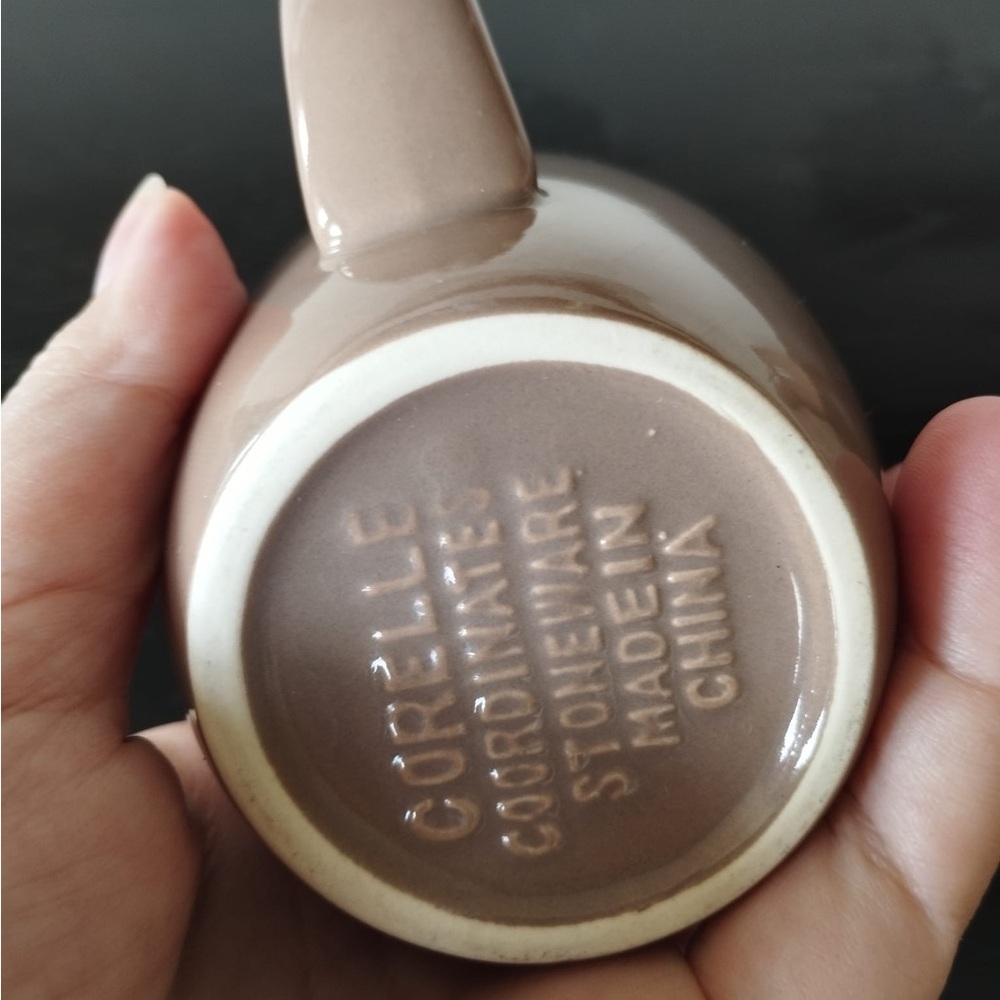 CORELLE
COORDINATES
STONEWARE
MADE IN
CHINA